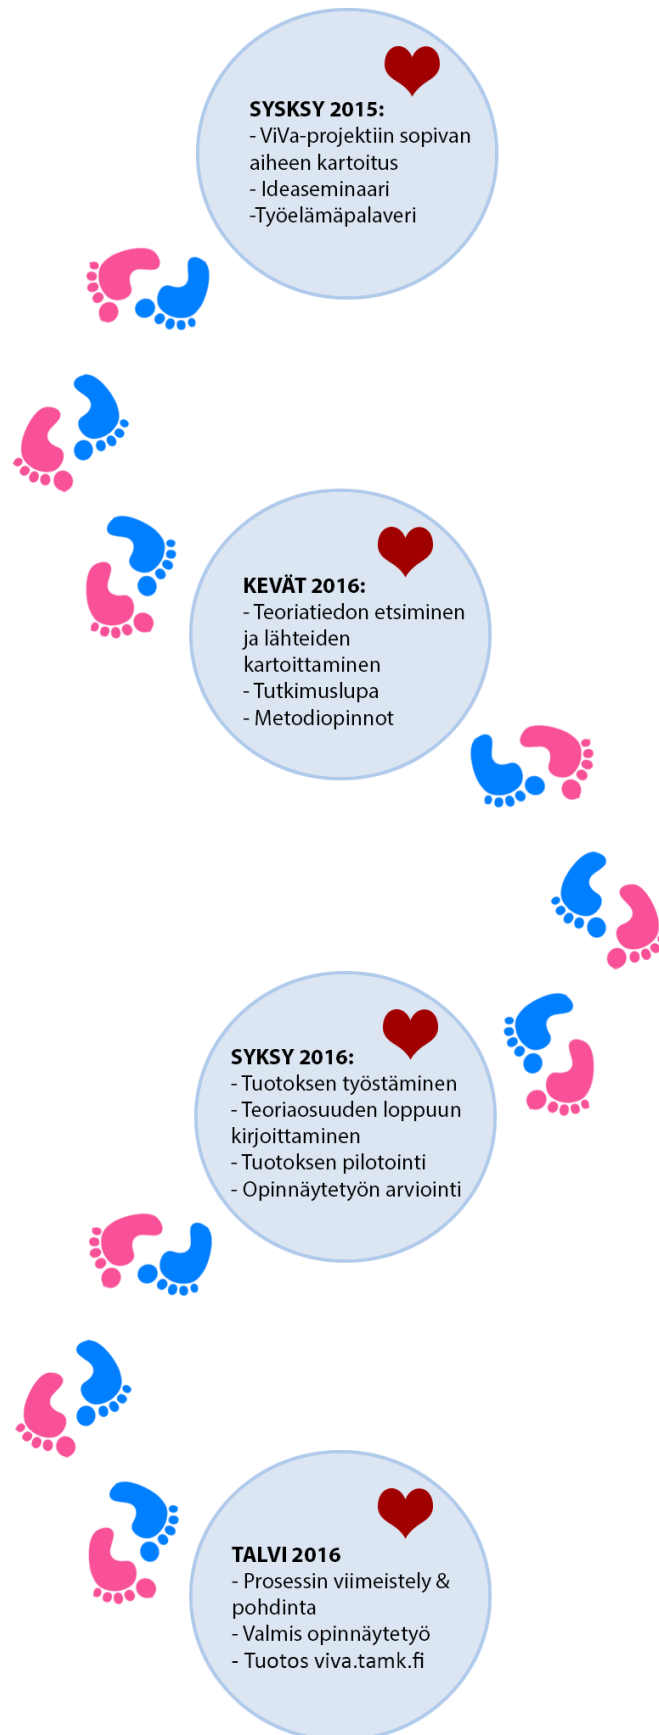 SYSKSY 2015:
- ViVa-projektiin sopivan
aiheen kartoitus
- Ideaseminaari
-Työelämäpalaveri
KEVÄT 2016:
- Teoriatiedon etsiminen
ja lähteiden
kartoittaminen
- Tutkimuslupa
- Metodiopinnot
SYKSY 2016:
- Tuotoksen työstäminen
- Teoriaosuuden loppuun
kirjoittaminen
- Tuotoksen pilotointi
- Opinnäytetyön arviointi
TALVI 2016
- Prosessin viimeistely &
pohdinta
- Valmis opinnäytetyö
- Tuotos viva.tamk.fi